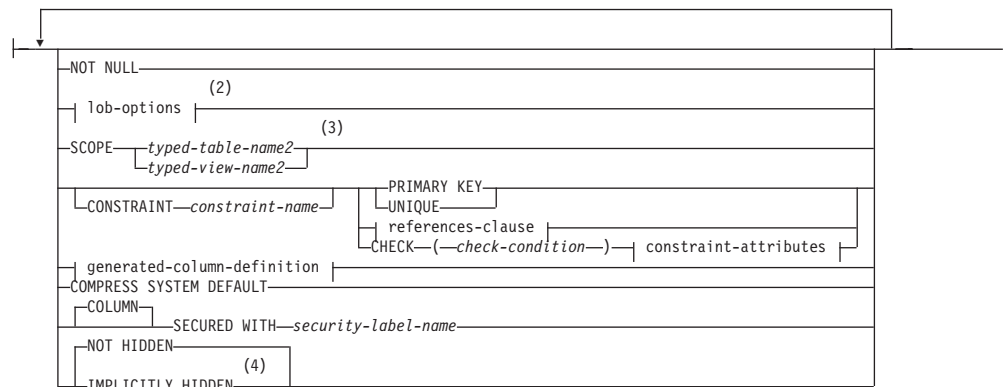 NOT NULL
(2)
lob-options
(3)
SCOPE typed-table-name2
typed-view-name2
PRIMARY KEY
CONSTRAINT constraint-name UNIQUE
references-clause
CHECK ( check-condition ) constraint-attributes
generated-column-definition
COMPRESS SYSTEM DEFAULT
COLUMN
SECURED WITH security-label-name
NOT HIDDEN
(4)
IMPLICITLY HIDDEN